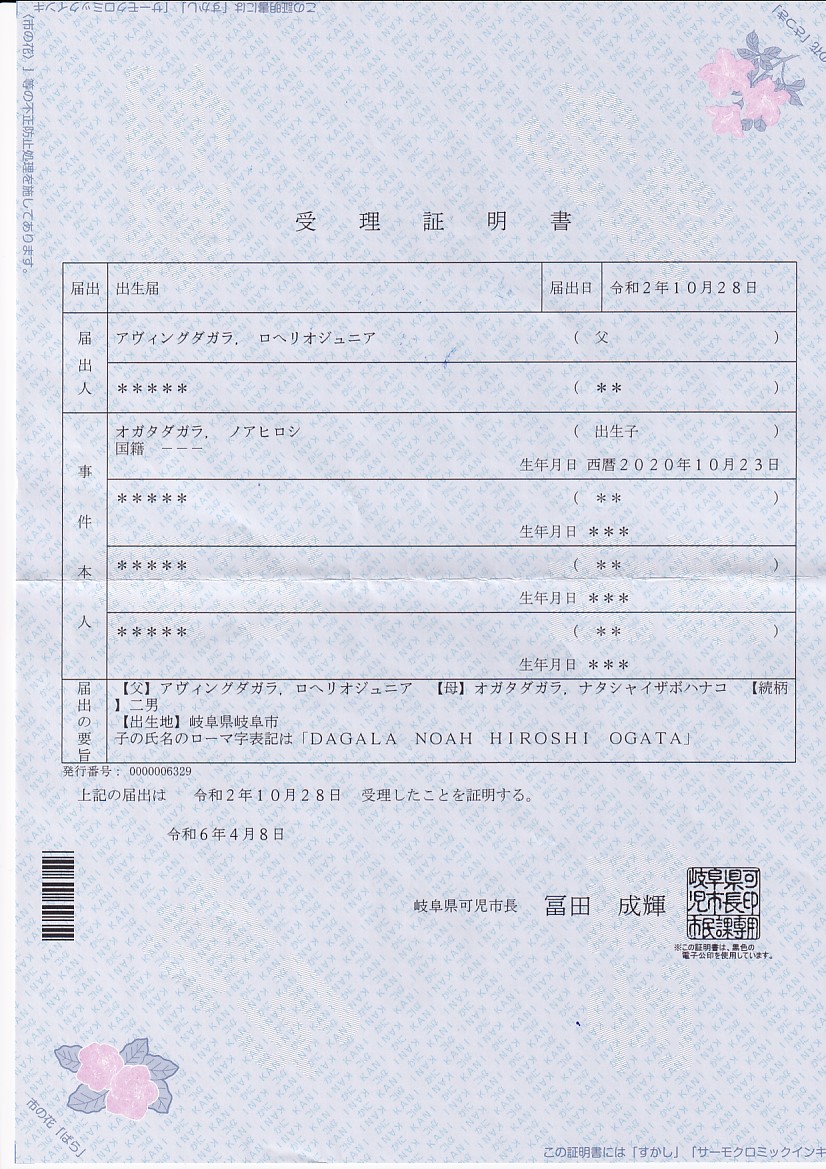 この証明書には「すかし」「サーモクロミックインキ
〈市の花〉」等の不正防止処理を施してあります。
受理証明書
届出 出生届 届出日 令和2年10月28日
届出人 アヴィングダガラ, ロヘリオジュニア ( 父 )
***** ( ** )
事件本人 オガタダガラ, ノアヒロシ ( 出生子 )
国籍 ---
生年月日 西暦2020年10月23日
***** ( ** )
生年月日 ***
***** ( ** )
生年月日 ***
***** ( ** )
生年月日 ***
届出の要旨 【父】アヴィングダガラ, ロヘリオジュニア 【母】オガタダガラ, ナタシャイザボハナコ 【続柄
】二男
【出生地】岐阜県岐阜市
子の氏名のローマ字表記は「DAGALA NOAH HIROSHI OGATA」
発行番号: 0000006329
上記の届出は 令和2年10月28日 受理したことを証明する。
令和6年4月8日
岐阜県可児市長 冨田 成輝
岐阜県可
児市長印
市民課専用
※この証明書は、黒色の
電子公印を使用しています。
市の花「ばら」
この証明書には「すかし」「サーモクロミックインキ